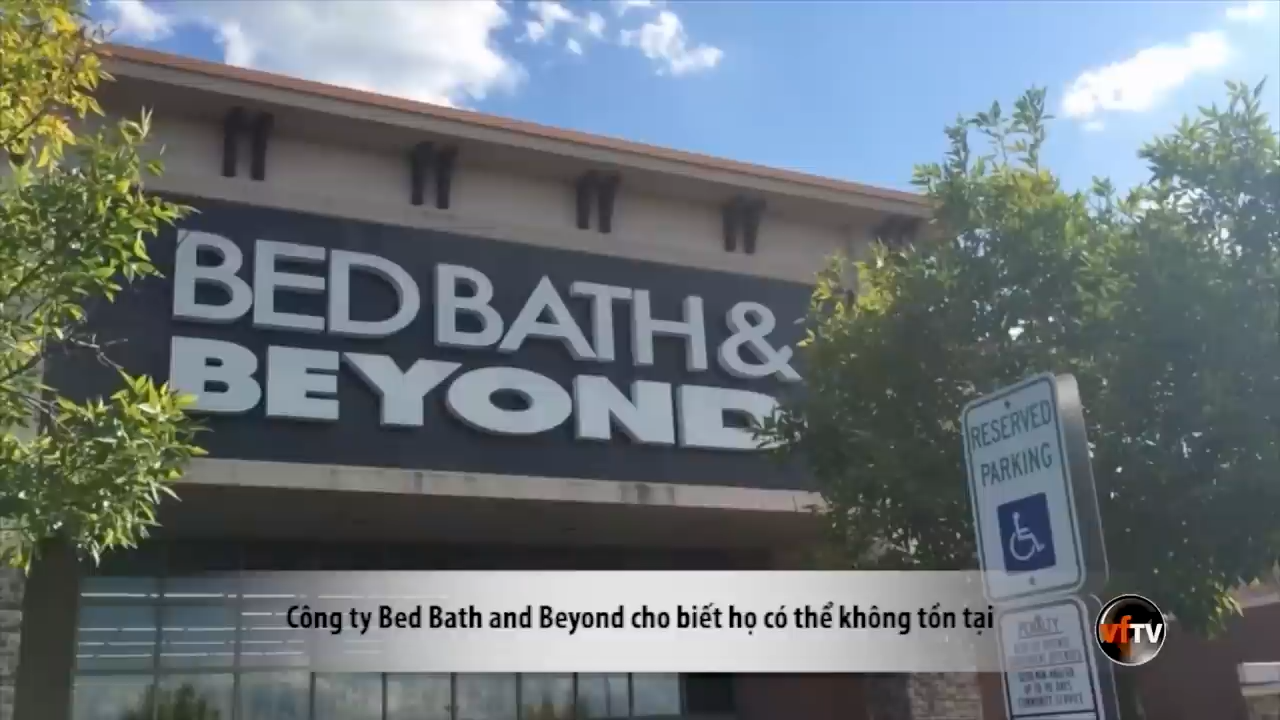 BED BATH &
BEYOND
RESERVED
PARKING
Công ty Bed Bath and Beyond cho biết họ có thể không tồn tại
vfTV
PENALTY